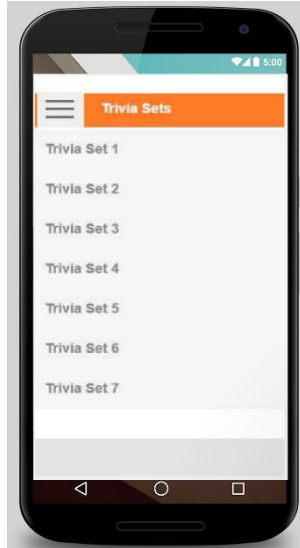 5:00
Trivia Sets
Trivia Set 1
Trivia Set 2
Trivia Set 3
Trivia Set 4
Trivia Set 5
Trivia Set 6
Trivia Set 7